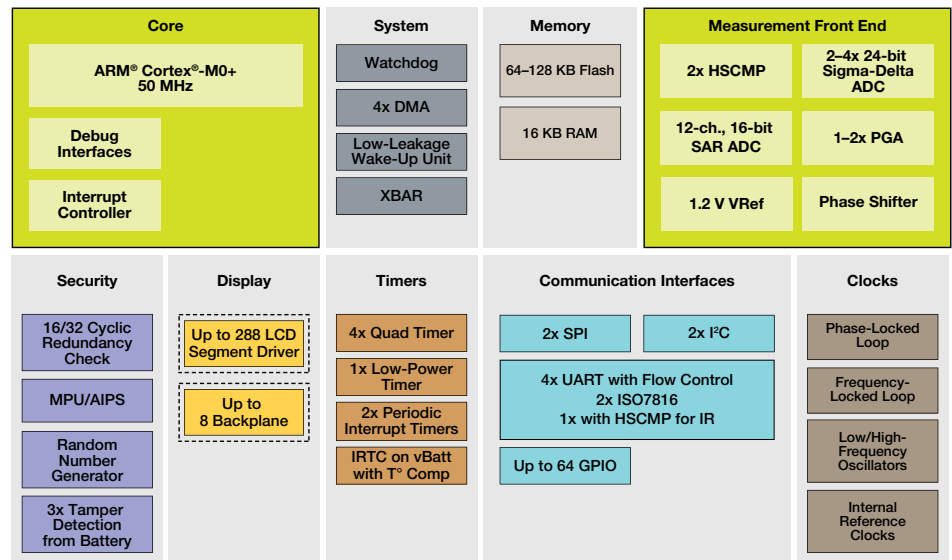 Core
ARM® Cortex®-M0+
50 MHz
Debug
Interfaces
Interrupt
Controller
System
Watchdog
4x DMA
Low-Leakage
Wake-Up Unit
XBAR
Memory
64–128 KB Flash
16 KB RAM
Measurement Front End
2x HSCMP
2–4x 24-bit
Sigma-Delta
ADC
12-ch., 16-bit
SAR ADC
1–2x PGA
1.2 V VRef
Phase Shifter
Security
16/32 Cyclic
Redundancy
Check
MPU/AIPS
Random
Number
Generator
3x Tamper
Detection
from Battery
Display
Up to 288 LCD
Segment Driver
Up to
8 Backplane
Timers
4x Quad Timer
1x Low-Power
Timer
2x Periodic
Interrupt Timers
IRTC on vBatt
with T° Comp
Communication Interfaces
2x SPI
2x I²C
4x UART with Flow Control
2x ISO7816
1x with HSCMP for IR
Up to 64 GPIO
Clocks
Phase-Locked
Loop
Frequency-
Locked Loop
Low/High-
Frequency
Oscillators
Internal
Reference
Clocks